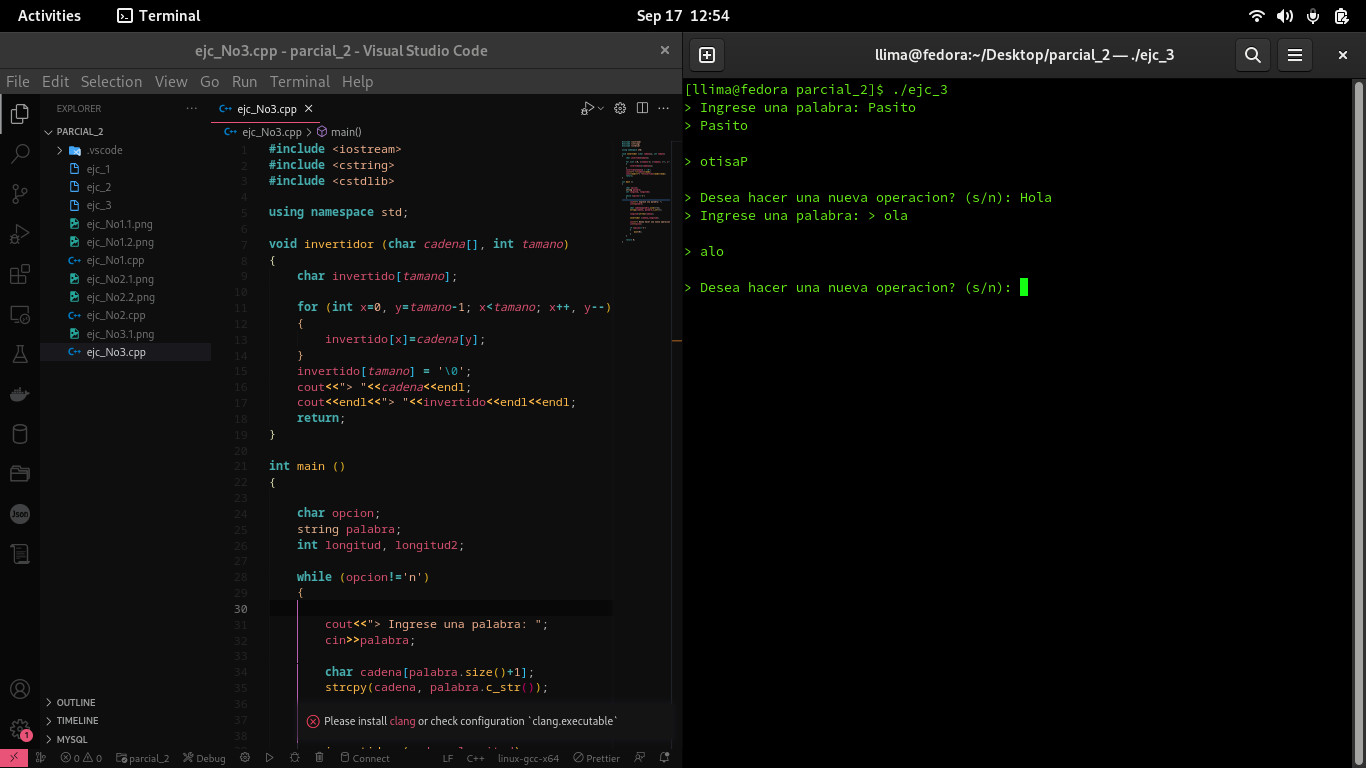 Activities Terminal Sep 17 12:54
ejc_No3.cpp - parcial_2 - Visual Studio Code
File Edit Selection View Go Run Terminal Help
EXPLORER
PARCIAL_2
.vscode
ejc_1
ejc_2
ejc_3
ejc_No1.1.png
ejc_No1.2.png
ejc_No1.cpp
ejc_No2.1.png
ejc_No2.2.png
ejc_No2.cpp
ejc_No3.1.png
ejc_No3.cpp
OUTLINE
TIMELINE
MYSQL
Json
1
ejc_No3.cpp
ejc_No3.cpp > main()
1 #include <iostream>
2 #include <cstring>
3 #include <cstdlib>
4
5 using namespace std;
6
7 void invertidor (char cadena[], int tamano)
8 {
9 char invertido[tamano];
10
11 for (int x=0, y=tamano-1; x<tamano; x++, y--)
12 {
13 invertido[x]=cadena[y];
14 }
15 invertido[tamano] = '\0';
16 cout<<"> "<<cadena<<endl;
17 cout<<endl<<"> "<<invertido<<endl<<endl;
18 return;
19 }
20
21 int main ()
22 {
23
24 char opcion;
25 string palabra;
26 int longitud, longitud2;
27
28 while (opcion!='n')
29 {
30
31 cout<<"> Ingrese una palabra: ";
32 cin>>palabra;
33
34 char cadena[palabra.size()+1];
35 strcpy(cadena, palabra.c_str());
36
37
38
Please install clang or check configuration `clang.executable`
parcial_2
0 0 parcial_2 Debug Connect LF C++ linux-gcc-x64 Prettier
llima@fedora:~/Desktop/parcial_2 — ./ejc_3
[llima@fedora parcial_2]$ ./ejc_3
> Ingrese una palabra: Pasito
> Pasito
> otisaP
> Desea hacer una nueva operacion? (s/n): Hola
> Ingrese una palabra: > ola
> alo
> Desea hacer una nueva operacion? (s/n):